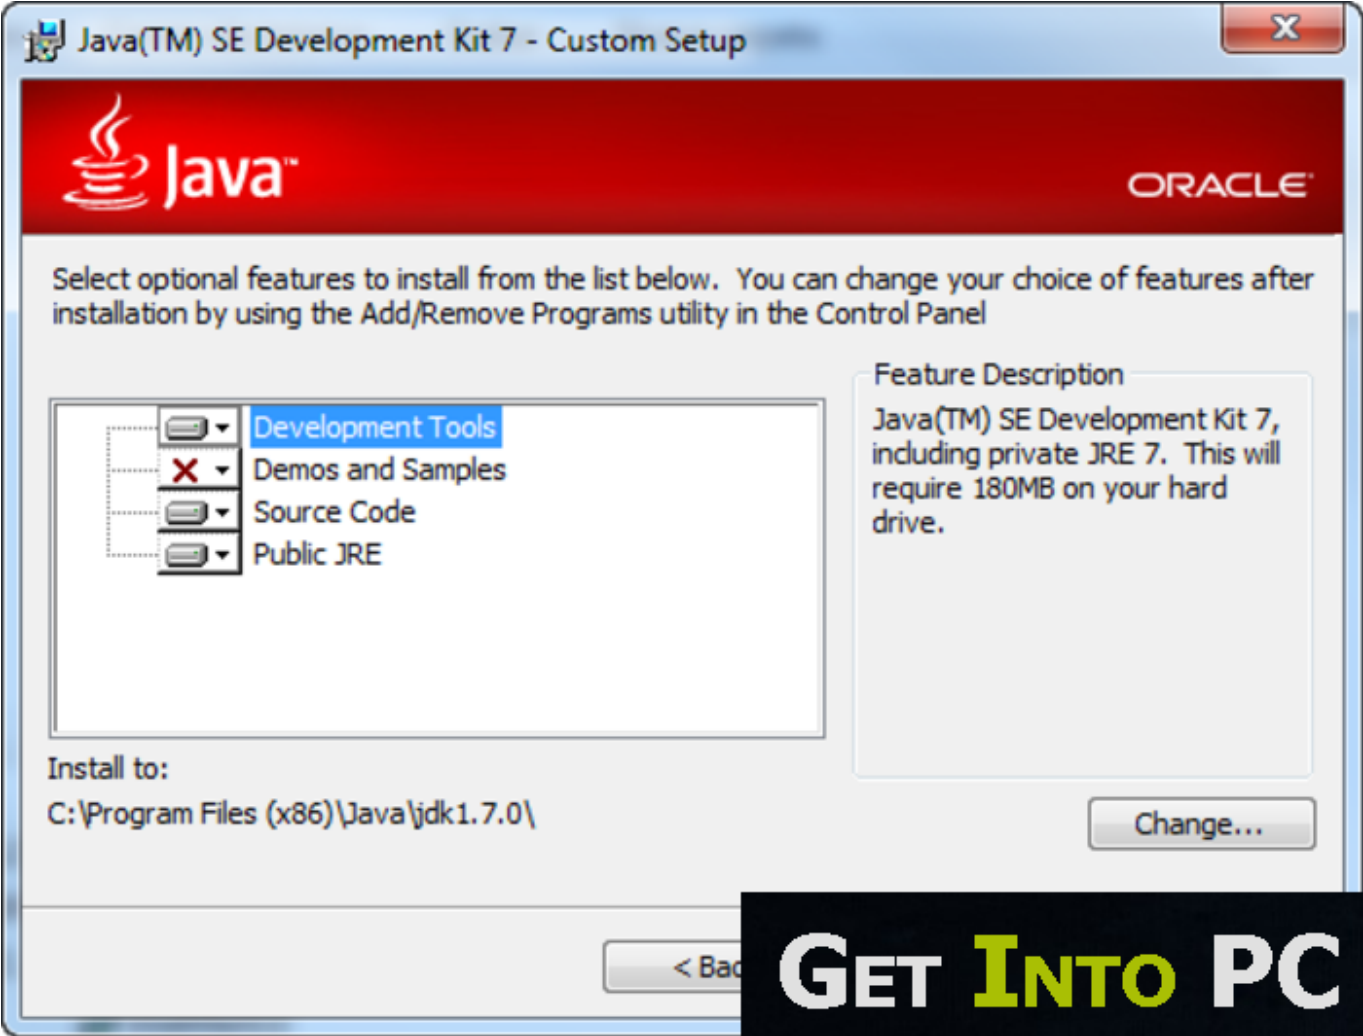 Java(TM) SE Development Kit 7 - Custom Setup
Java™
ORACLE
Select optional features to install from the list below.  You can change your choice of features after
installation by using the Add/Remove Programs utility in the Control Panel
Development Tools
Demos and Samples
Source Code
Public JRE
Feature Description
Java(TM) SE Development Kit 7,
including private JRE 7.  This will
require 180MB on your hard
drive.
Install to:
C:\Program Files (x86)\Java\jdk1.7.0\
Change...
< Bac
GET INTO PC